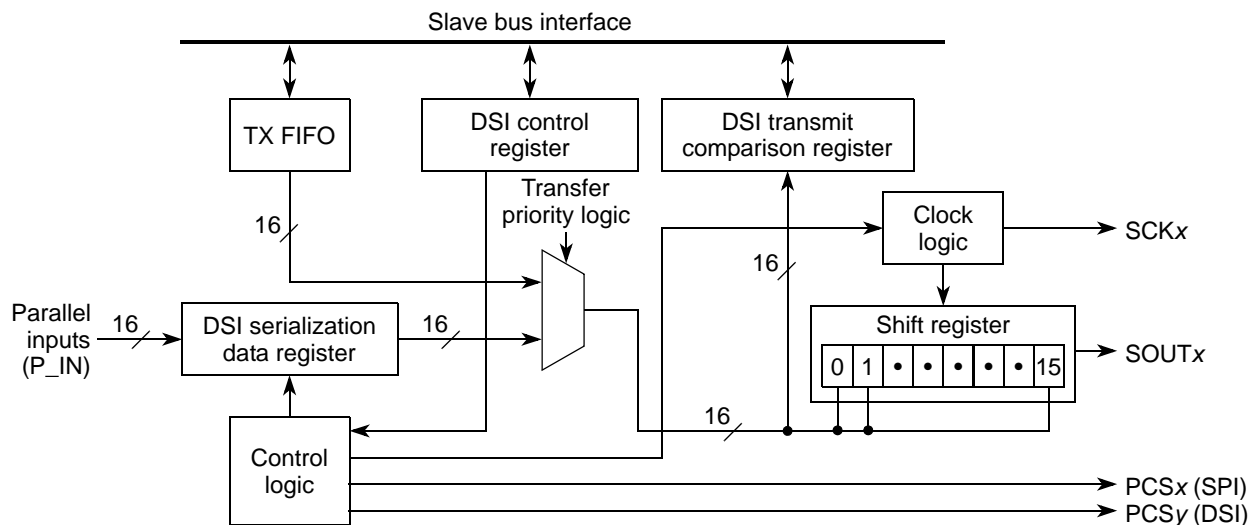 Slave bus interface
TX FIFO
DSI control
register
DSI transmit
comparison register
Transfer
priority logic
16
16
Clock
logic
SCKx
Parallel
inputs
(P_IN)
16
DSI serialization
data register
16
Shift register
0 1 • • • • • 15
SOUTx
16
Control
logic
PCSx (SPI)
PCSy (DSI)